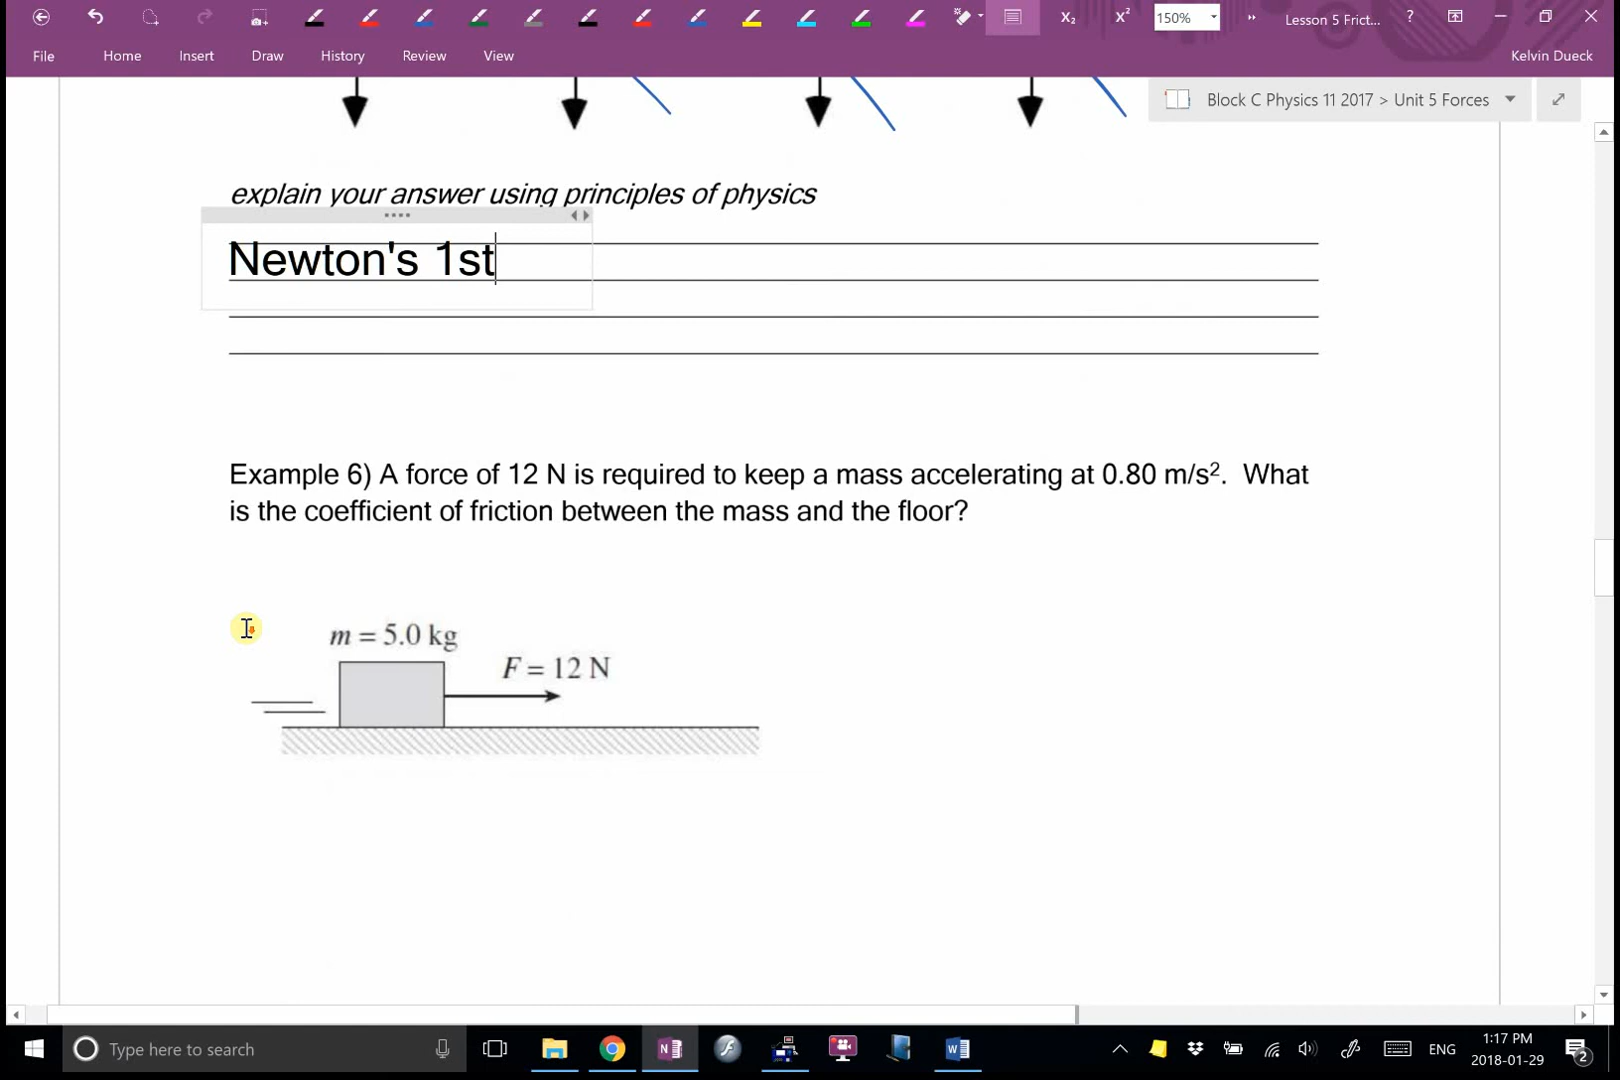 150%
Lesson 5 Frict...
?
File
Home
Insert
Draw
History
Review
View
Kelvin Dueck
Block C Physics 11 2017 > Unit 5 Forces
explain your answer using principles of physics
Newton's 1st
Example 6) A force of 12 N is required to keep a mass accelerating at 0.80 m/s². What
is the coefficient of friction between the mass and the floor?
m = 5.0 kg
F = 12 N
Type here to search
ENG
1:17 PM
2018-01-29
2